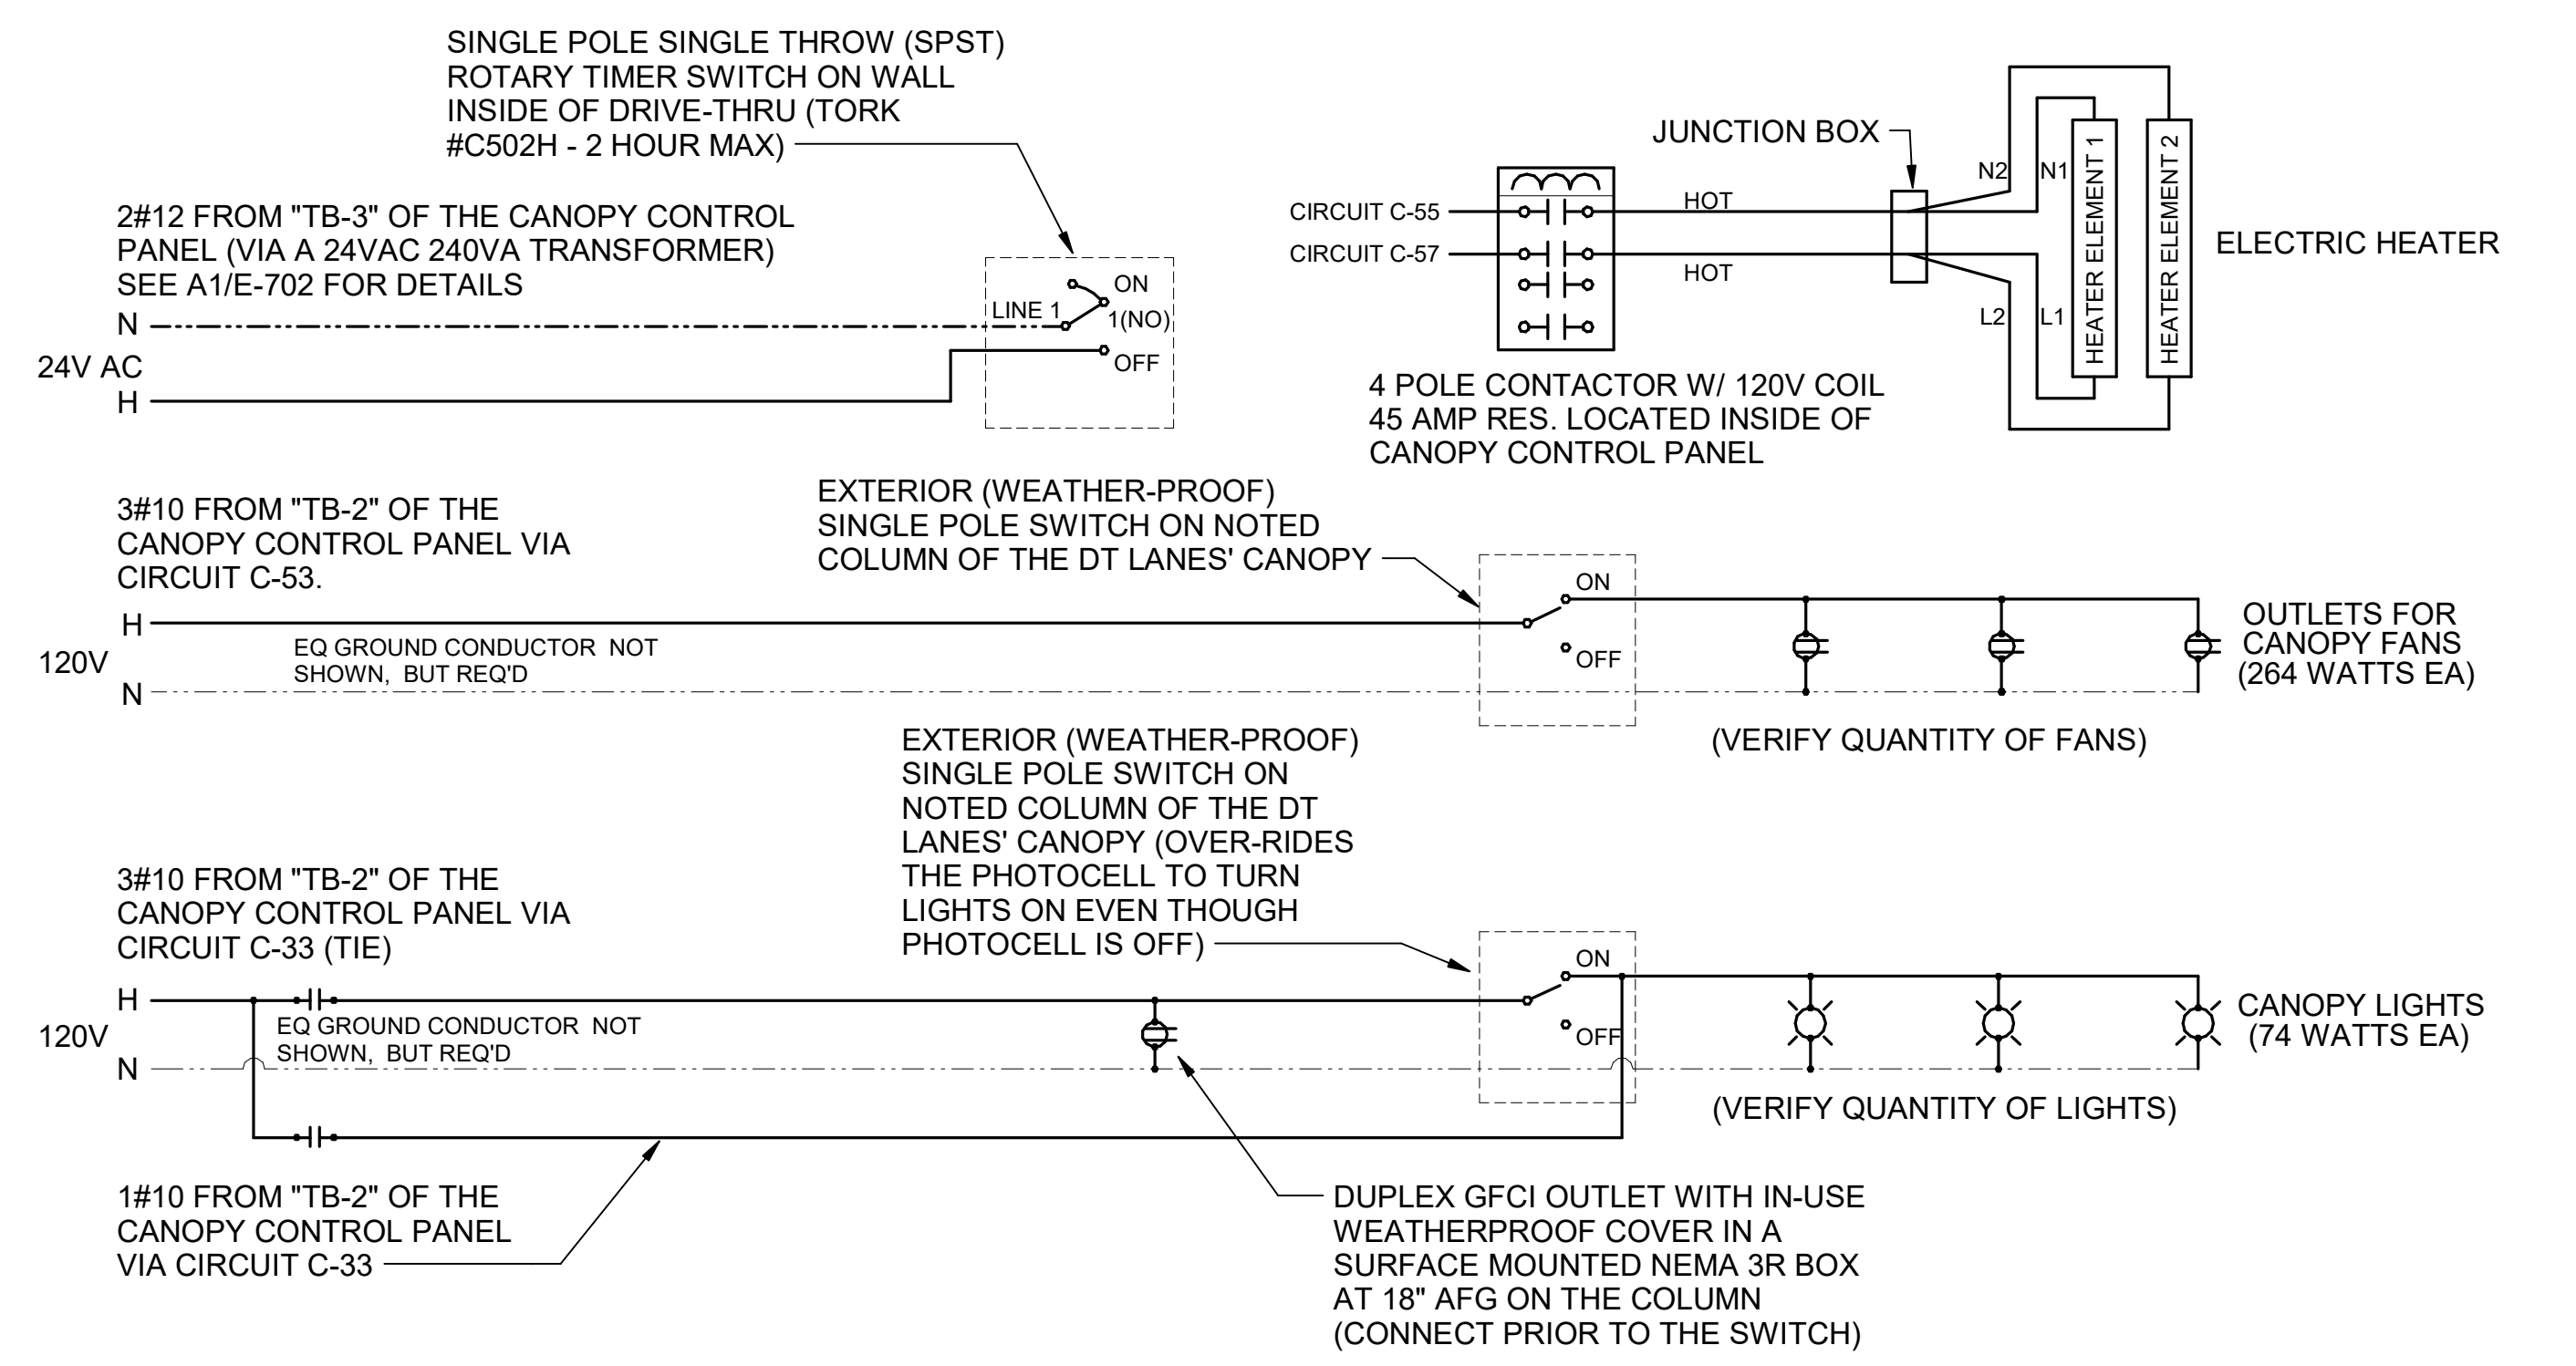 SINGLE POLE SINGLE THROW (SPST)
ROTARY TIMER SWITCH ON WALL
INSIDE OF DRIVE-THRU (TORK
#C502H - 2 HOUR MAX)
2#12 FROM "TB-3" OF THE CANOPY CONTROL
PANEL (VIA A 24VAC 240VA TRANSFORMER)
SEE A1/E-702 FOR DETAILS
N
24V AC
H
LINE 1
ON
1(NO)
OFF
JUNCTION BOX
CIRCUIT C-55
CIRCUIT C-57
HOT
HOT
N2
N1
L2
L1
HEATER ELEMENT 1
HEATER ELEMENT 2
ELECTRIC HEATER
4 POLE CONTACTOR W/ 120V COIL
45 AMP RES. LOCATED INSIDE OF
CANOPY CONTROL PANEL
3#10 FROM "TB-2" OF THE
CANOPY CONTROL PANEL VIA
CIRCUIT C-53.
H
120V
N
EQ GROUND CONDUCTOR NOT
SHOWN, BUT REQ'D
EXTERIOR (WEATHER-PROOF)
SINGLE POLE SWITCH ON NOTED
COLUMN OF THE DT LANES' CANOPY
ON
OFF
OUTLETS FOR
CANOPY FANS
(264 WATTS EA)
(VERIFY QUANTITY OF FANS)
EXTERIOR (WEATHER-PROOF)
SINGLE POLE SWITCH ON
NOTED COLUMN OF THE DT
LANES' CANOPY (OVER-RIDES
THE PHOTOCELL TO TURN
LIGHTS ON EVEN THOUGH
PHOTOCELL IS OFF)
3#10 FROM "TB-2" OF THE
CANOPY CONTROL PANEL VIA
CIRCUIT C-33 (TIE)
H
120V
N
EQ GROUND CONDUCTOR NOT
SHOWN, BUT REQ'D
ON
OFF
CANOPY LIGHTS
(74 WATTS EA)
(VERIFY QUANTITY OF LIGHTS)
1#10 FROM "TB-2" OF THE
CANOPY CONTROL PANEL
VIA CIRCUIT C-33
DUPLEX GFCI OUTLET WITH IN-USE
WEATHERPROOF COVER IN A
SURFACE MOUNTED NEMA 3R BOX
AT 18" AFG ON THE COLUMN
(CONNECT PRIOR TO THE SWITCH)